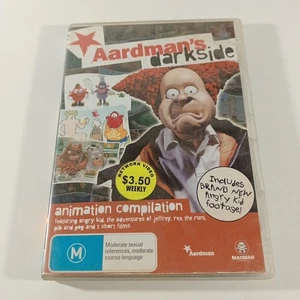 Aardman's
darkside
NETWORK VIDEO
$3.50
WEEKLY
Includes
BRAND NEW
Angry Kid
footage!
animation compilation
featuring angry kid, the adventures of jeffrey, rex the runt,
pib and pog and 5 short films
M
Moderate sexual
references, moderate
coarse language
Aardman
MADMAN